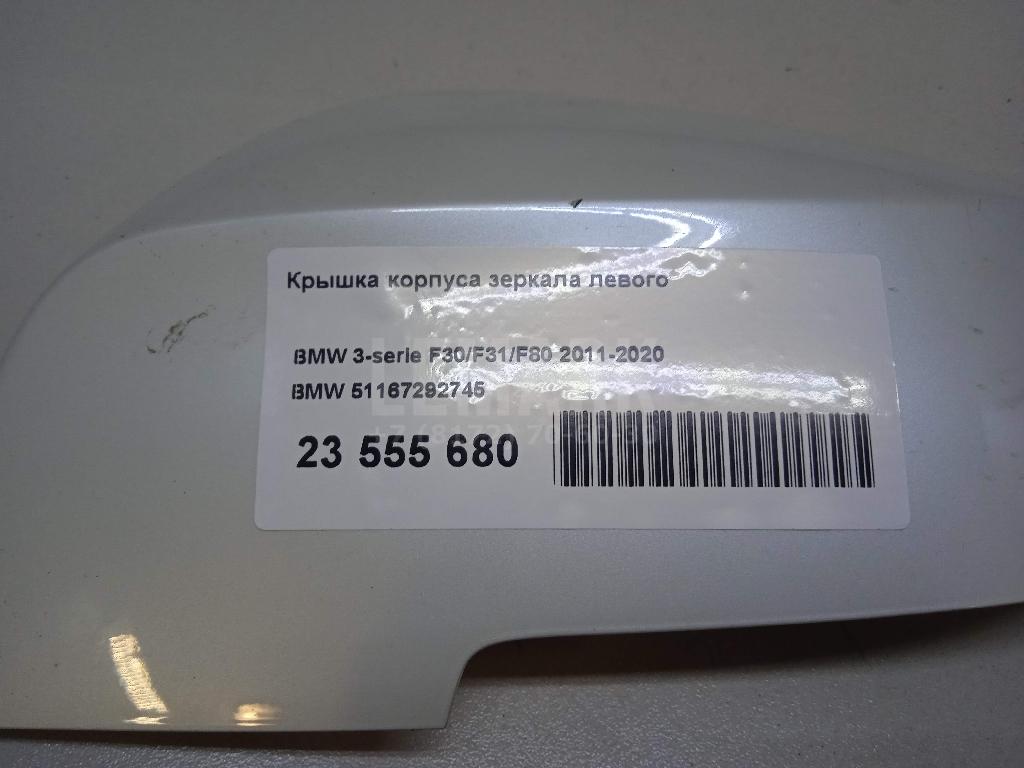 Крышка корпуса зеркала левого
BMW 3-serie F30/F31/F80 2011-2020
BMW 51167292745
23 555 680